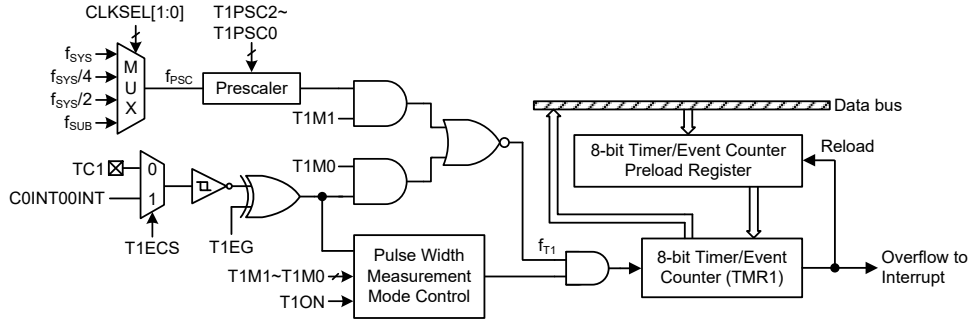 CLKSEL[1:0]
T1PSC2~
T1PSC0
fSYS
fSYS/4
fSYS/2
fSUB
M
U
X
fPSC
Prescaler
T1M1
Data bus
8-bit Timer/Event Counter
Preload Register
Reload
TC1
C0INT00INT
0
1
T1ECS
T1EG
T1M0
T1M1~T1M0
T1ON
Pulse Width
Measurement
Mode Control
fT1
8-bit Timer/Event
Counter (TMR1)
Overflow to
Interrupt